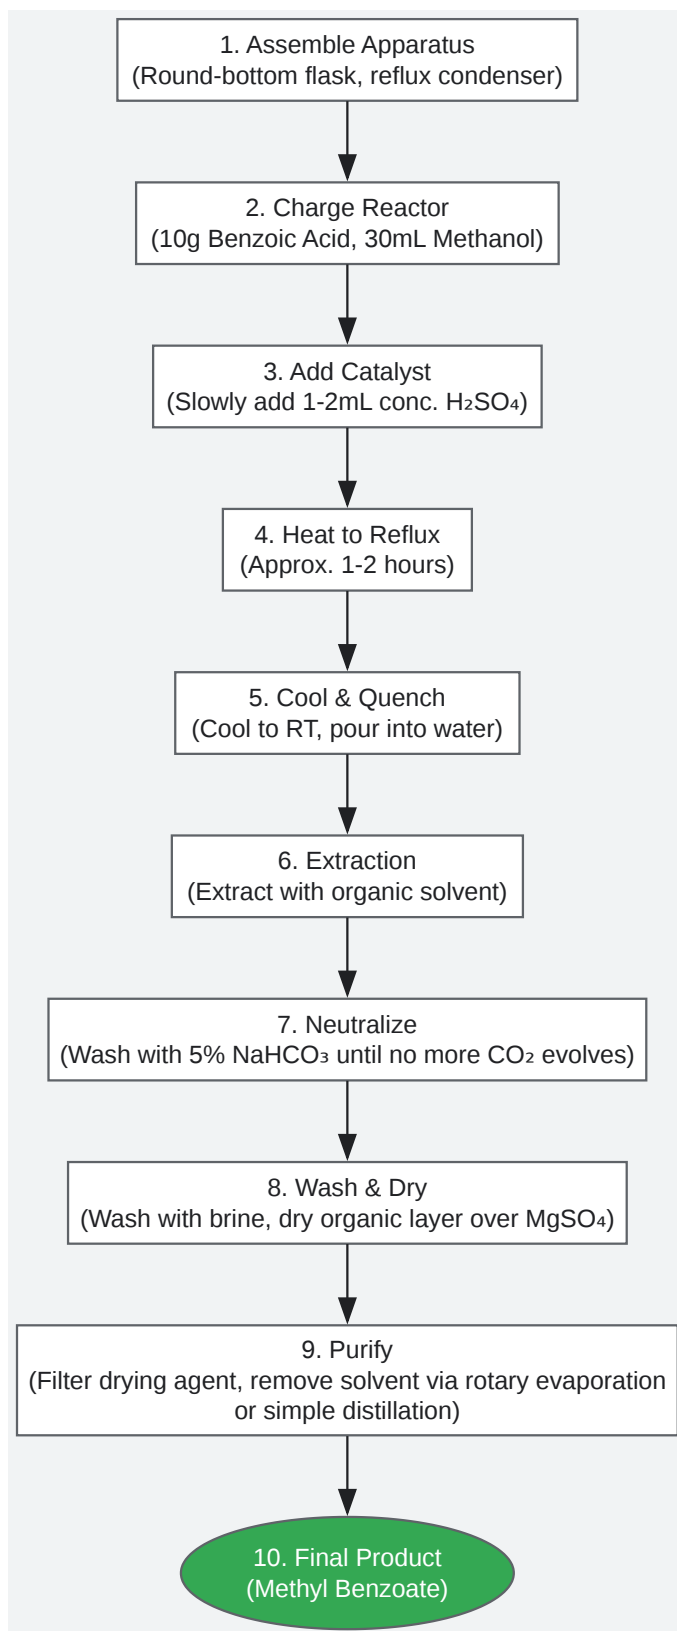 1. Assemble Apparatus
(Round-bottom flask, reflux condenser)
2. Charge Reactor
(10g Benzoic Acid, 30mL Methanol)
3. Add Catalyst
(Slowly add 1-2mL conc. H₂SO₄)
4. Heat to Reflux
(Approx. 1-2 hours)
5. Cool & Quench
(Cool to RT, pour into water)
6. Extraction
(Extract with organic solvent)
7. Neutralize
(Wash with 5% NaHCO₃ until no more CO₂ evolves)
8. Wash & Dry
(Wash with brine, dry organic layer over MgSO₄)
9. Purify
(Filter drying agent, remove solvent via rotary evaporation
or simple distillation)
10. Final Product
(Methyl Benzoate)